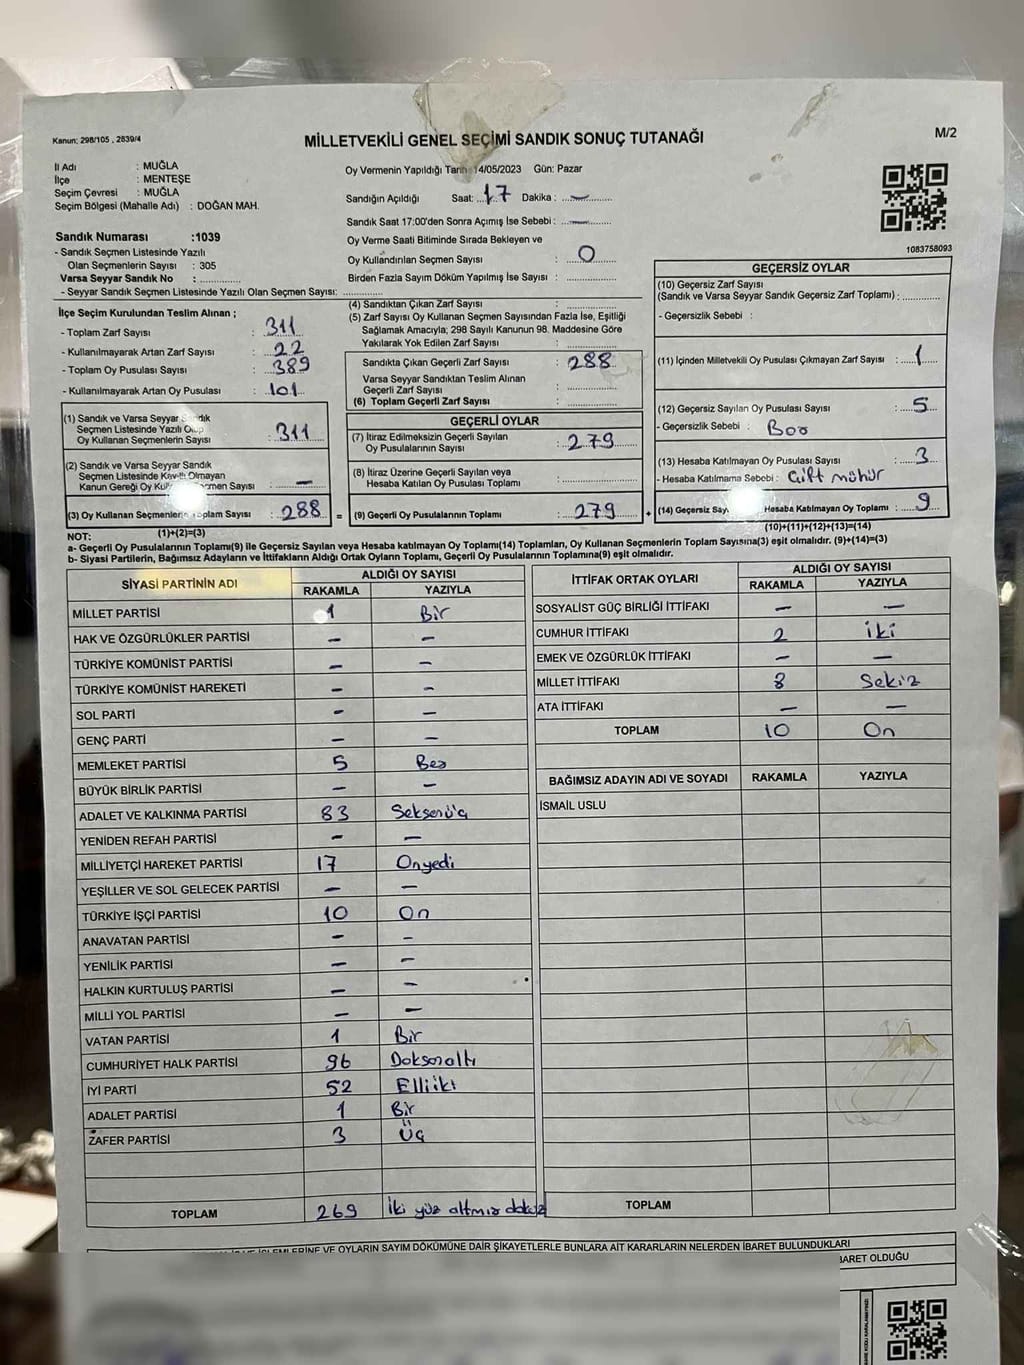 Kanun: 298/105 , 2839/4
MİLLETVEKİLİ GENEL SEÇİMİ SANDIK SONUÇ TUTANAĞI
M/2
İl Adı : MUĞLA
İlçe : MENTEŞE
Seçim Çevresi : MUĞLA
Seçim Bölgesi (Mahalle Adı) : DOĞAN MAH.
Sandık Numarası :1039
- Sandık Seçmen Listesinde Yazılı
Olan Seçmenlerin Sayısı : 305
Varsa Seyyar Sandık No :
- Seyyar Sandık Seçmen Listesinde Yazılı Olan Seçmen Sayısı:
İlçe Seçim Kurulundan Teslim Alınan ;
- Toplam Zarf Sayısı : 311
- Kullanılmayarak Artan Zarf Sayısı : 22
- Toplam Oy Pusulası Sayısı : 389
- Kullanılmayarak Artan Oy Pusulası : 101
(1) Sandık ve Varsa Seyyar Sandık
Seçmen Listesinde Yazılı Olup
Oy Kullanan Seçmenlerin Sayısı : 311
(2) Sandık ve Varsa Seyyar Sandık
Seçmen Listesinde Kayıtlı Olmayan
Kanun Gereği Oy Seçmen Sayısı : —
(3) Oy Kullanan Seçmenlerin Toplam Sayısı : 288 =
(1)+(2)=(3)
Oy Vermenin Yapıldığı Tarih : 14/05/2023 Gün: Pazar
Sandığın Açıldığı Saat: 17 Dakika : —
Sandık Saat 17:00'den Sonra Açımış İse Sebebi : —
Oy Verme Saati Bitiminde Sırada Bekleyen ve
Oy Kullandırılan Seçmen Sayısı : 0
Birden Fazla Sayım Döküm Yapılmış İse Sayısı :
(4) Sandıktan Çıkan Zarf Sayısı :
(5) Zarf Sayısı Oy Kullanan Seçmen Sayısından Fazla İse, Eşitliği
Sağlamak Amacıyla; 298 Sayılı Kanunun 98. Maddesine Göre
Yakılarak Yok Edilen Zarf Sayısı :
Sandıkta Çıkan Geçerli Zarf Sayısı : 288
Varsa Seyyar Sandıktan Teslim Alınan
Geçerli Zarf Sayısı :
(6) Toplam Geçerli Zarf Sayısı :
GEÇERLİ OYLAR
(7) İtiraz Edilmeksizin Geçerli Sayılan
Oy Pusulalarının Sayısı : 279
(8) İtiraz Üzerine Geçerli Sayılan veya
Hesaba Katılan Oy Pusulası Toplamı :
(9) Geçerli Oy Pusulalarının Toplamı : 279 +
1083758093
GEÇERSİZ OYLAR
(10) Geçersiz Zarf Sayısı
(Sandık ve Varsa Seyyar Sandık Geçersiz Zarf Toplamı) :
- Geçersizlik Sebebi :
(11) İçinden Milletvekili Oy Pusulası Çıkmayan Zarf Sayısı : 1
(12) Geçersiz Sayılan Oy Pusulası Sayısı : 5
- Geçersizlik Sebebi : Boş
(13) Hesaba Katılmayan Oy Pusulası Sayısı : 3
- Hesaba Katılmama Sebebi : Çift mühür
(14) Geçersiz Hesaba Katılmayan Oy Toplamı : 9
(10)+(11)+(12)+(13)=(14)
NOT:
a- Geçerli Oy Pusulalarının Toplamı(9) ile Geçersiz Sayılan veya Hesaba katılmayan Oy Toplamı(14) Toplamları, Oy Kullanan Seçmenlerin Toplam Sayısına(3) eşit olmalıdır. (9)+(14)=(3)
b- Siyasi Partilerin, Bağımsız Adayların ve İttifakların Aldığı Ortak Oyların Toplamı, Geçerli Oy Pusulalarının Toplamına(9) eşit olmalıdır.
SİYASİ PARTİNİN ADI ALDIĞI OY SAYISI
RAKAMLA YAZIYLA
MİLLET PARTİSİ 1 Bir
HAK VE ÖZGÜRLÜKLER PARTİSİ — —
TÜRKİYE KOMÜNİST PARTİSİ — —
TÜRKİYE KOMÜNİST HAREKETİ — —
SOL PARTİ — —
GENÇ PARTİ — —
MEMLEKET PARTİSİ 5 Beş
BÜYÜK BİRLİK PARTİSİ — —
ADALET VE KALKINMA PARTİSİ 83 Seksenüç
YENİDEN REFAH PARTİSİ — —
MİLLİYETÇİ HAREKET PARTİSİ 17 Onyedi
YEŞİLLER VE SOL GELECEK PARTİSİ — —
TÜRKİYE İŞÇİ PARTİSİ 10 On
ANAVATAN PARTİSİ — —
YENİLİK PARTİSİ — —
HALKIN KURTULUŞ PARTİSİ — —
MİLLİ YOL PARTİSİ — —
VATAN PARTİSİ 1 Bir
CUMHURİYET HALK PARTİSİ 96 Doksanaltı
İYİ PARTİ 52 Elliiki
ADALET PARTİSİ 1 Bir
ZAFER PARTİSİ 3 Üç
TOPLAM 269 İki yüz altmış dokuz
İTTİFAK ORTAK OYLARI ALDIĞI OY SAYISI
RAKAMLA YAZIYLA
SOSYALİST GÜÇ BİRLİĞİ İTTİFAKI — —
CUMHUR İTTİFAKI 2 İki
EMEK VE ÖZGÜRLÜK İTTİFAKI — —
MİLLET İTTİFAKI 8 Sekiz
ATA İTTİFAKI — —
TOPLAM 10 On
BAĞIMSIZ ADAYIN ADI VE SOYADI RAKAMLA YAZIYLA
İSMAİL USLU
TOPLAM
İŞLEMLERİNE VE OYLARIN SAYIM DÖKÜMÜNE DAİR ŞİKAYETLERLE BUNLARA AİT KARARLARIN NELERDEN İBARET BULUNDUKLARI
İBARET OLDUĞU